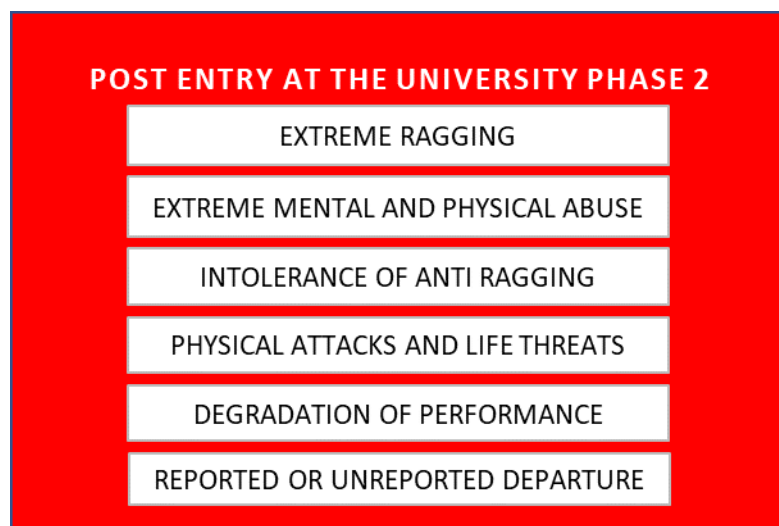 POST ENTRY AT THE UNIVERSITY PHASE 2
EXTREME RAGGING
EXTREME MENTAL AND PHYSICAL ABUSE
INTOLERANCE OF ANTI RAGGING
PHYSICAL ATTACKS AND LIFE THREATS
DEGRADATION OF PERFORMANCE
REPORTED OR UNREPORTED DEPARTURE